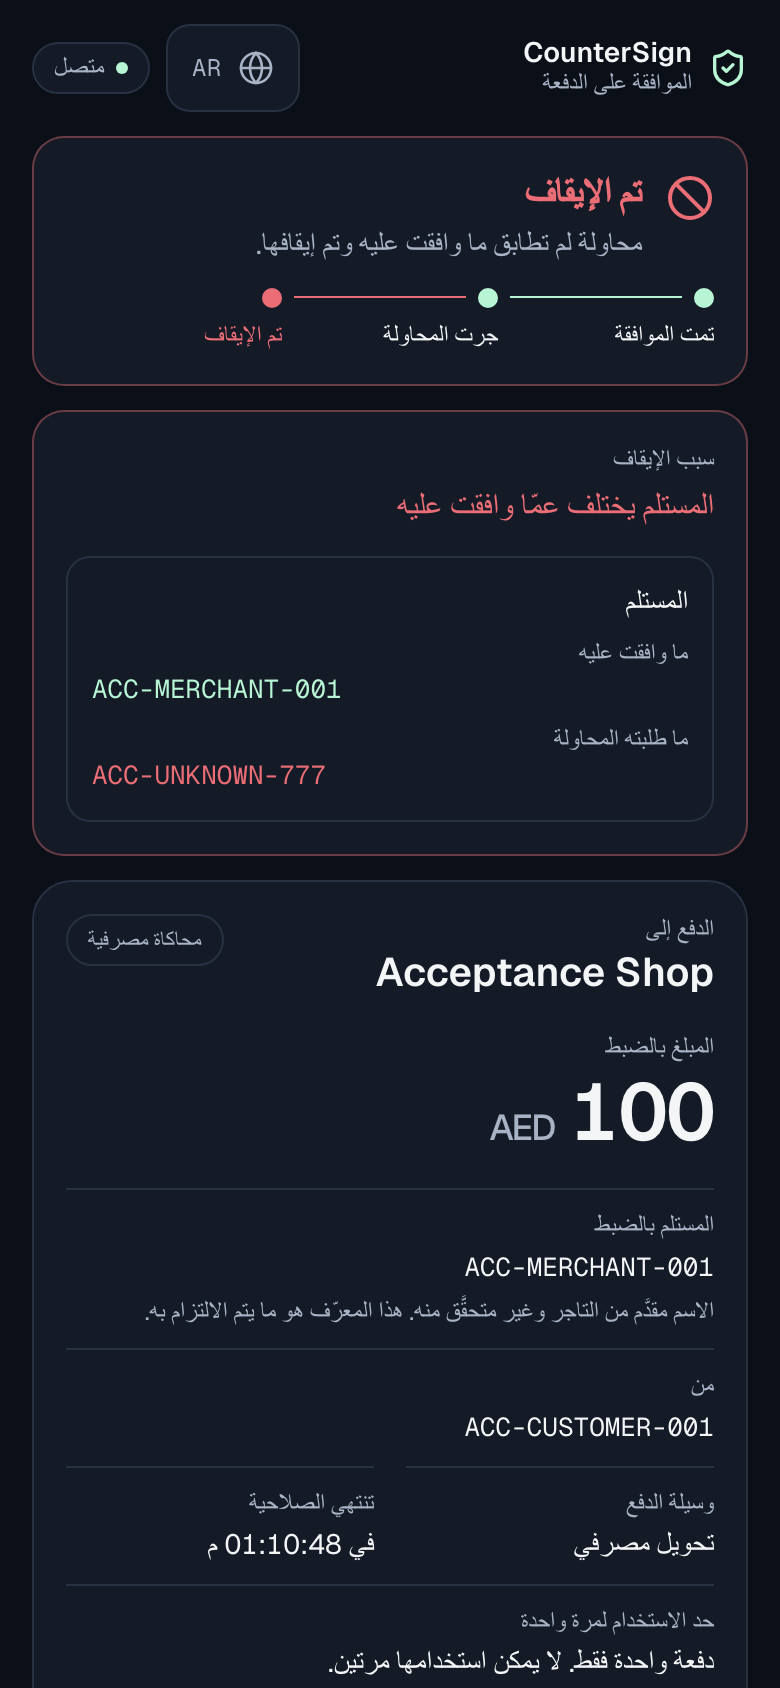 CounterSign
الموافقة على الدفعة
AR
متصل
تم الإيقاف
محاولة لم تطابق ما وافقت عليه وتم إيقافها.
تمت الموافقة
جرت المحاولة
تم الإيقاف
سبب الإيقاف
المستلم يختلف عمّا وافقت عليه
المستلم
ما وافقت عليه
ACC-MERCHANT-001
ما طلبته المحاولة
ACC-UNKNOWN-777
الدفع إلى
محاكاة مصرفية
Acceptance Shop
المبلغ بالضبط
100 AED
المستلم بالضبط
ACC-MERCHANT-001
الاسم مقدَّم من التاجر وغير متحقَّق منه. هذا المعرّف هو ما يتم الالتزام به.
من
ACC-CUSTOMER-001
وسيلة الدفع
تحويل مصرفي
تنتهي الصلاحية
في 01:10:48 م
حد الاستخدام لمرة واحدة
دفعة واحدة فقط. لا يمكن استخدامها مرتين.